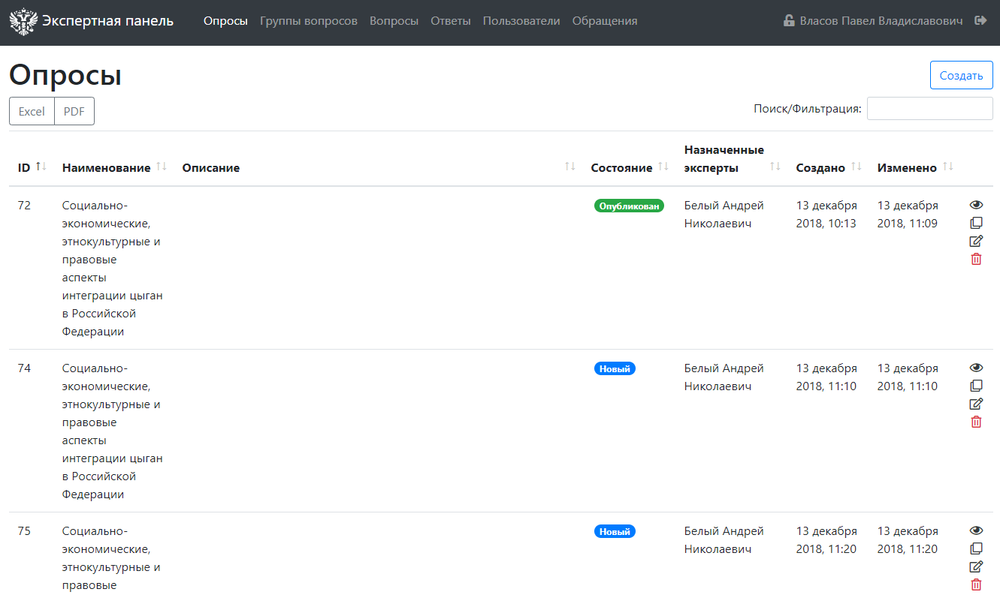 Экспертная панель Опросы Группы вопросов Вопросы Ответы Пользователи Обращения Власов Павел Владиславович
Опросы
Создать
Excel PDF
Поиск/Фильтрация:
ID Наименование Описание Состояние Назначенные эксперты Создано Изменено
72
Социально-
экономические,
этнокультурные и
правовые
аспекты
интеграции цыган
в Российской
Федерации
Опубликован
Белый Андрей
Николаевич
13 декабря
2018, 10:13
13 декабря
2018, 11:09
74
Социально-
экономические,
этнокультурные и
правовые
аспекты
интеграции цыган
в Российской
Федерации
Новый
Белый Андрей
Николаевич
13 декабря
2018, 11:10
13 декабря
2018, 11:10
75
Социально-
экономические,
этнокультурные и
правовые
Новый
Белый Андрей
Николаевич
13 декабря
2018, 11:20
13 декабря
2018, 11:20